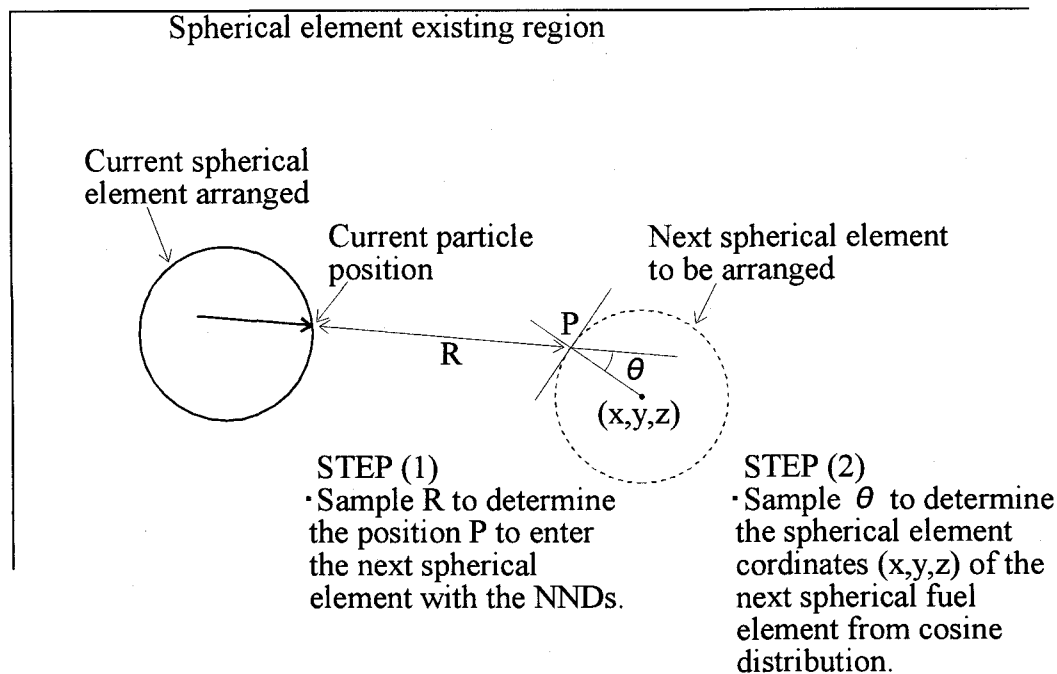 Spherical element existing region
Current spherical
element arranged
Current particle
position
Next spherical element
to be arranged
P
R
θ
(x,y,z)
STEP (1)
·Sample R to determine
the position P to enter
the next spherical
element with the NNDs.
STEP (2)
·Sample θ to determine
the spherical element
cordinates (x,y,z) of the
next spherical fuel
element from cosine
distribution.